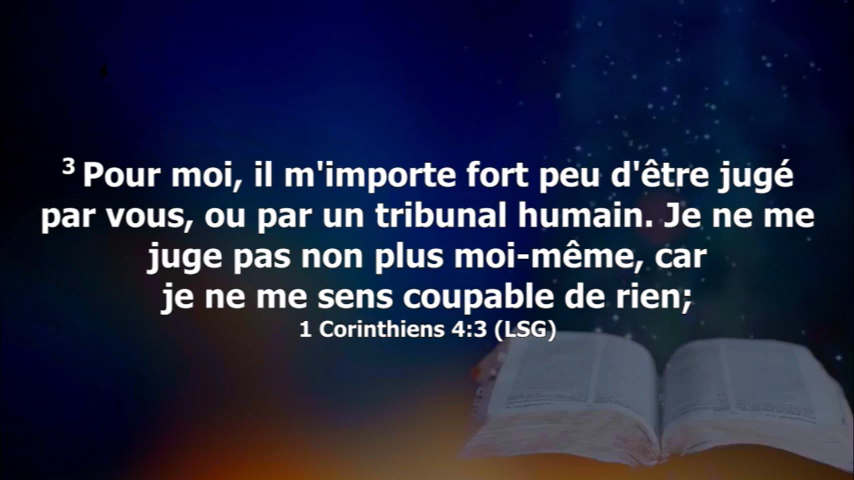 3 Pour moi, il m'importe fort peu d'être jugé
par vous, ou par un tribunal humain. Je ne me
juge pas non plus moi-même, car
je ne me sens coupable de rien;
1 Corinthiens 4:3 (LSG)